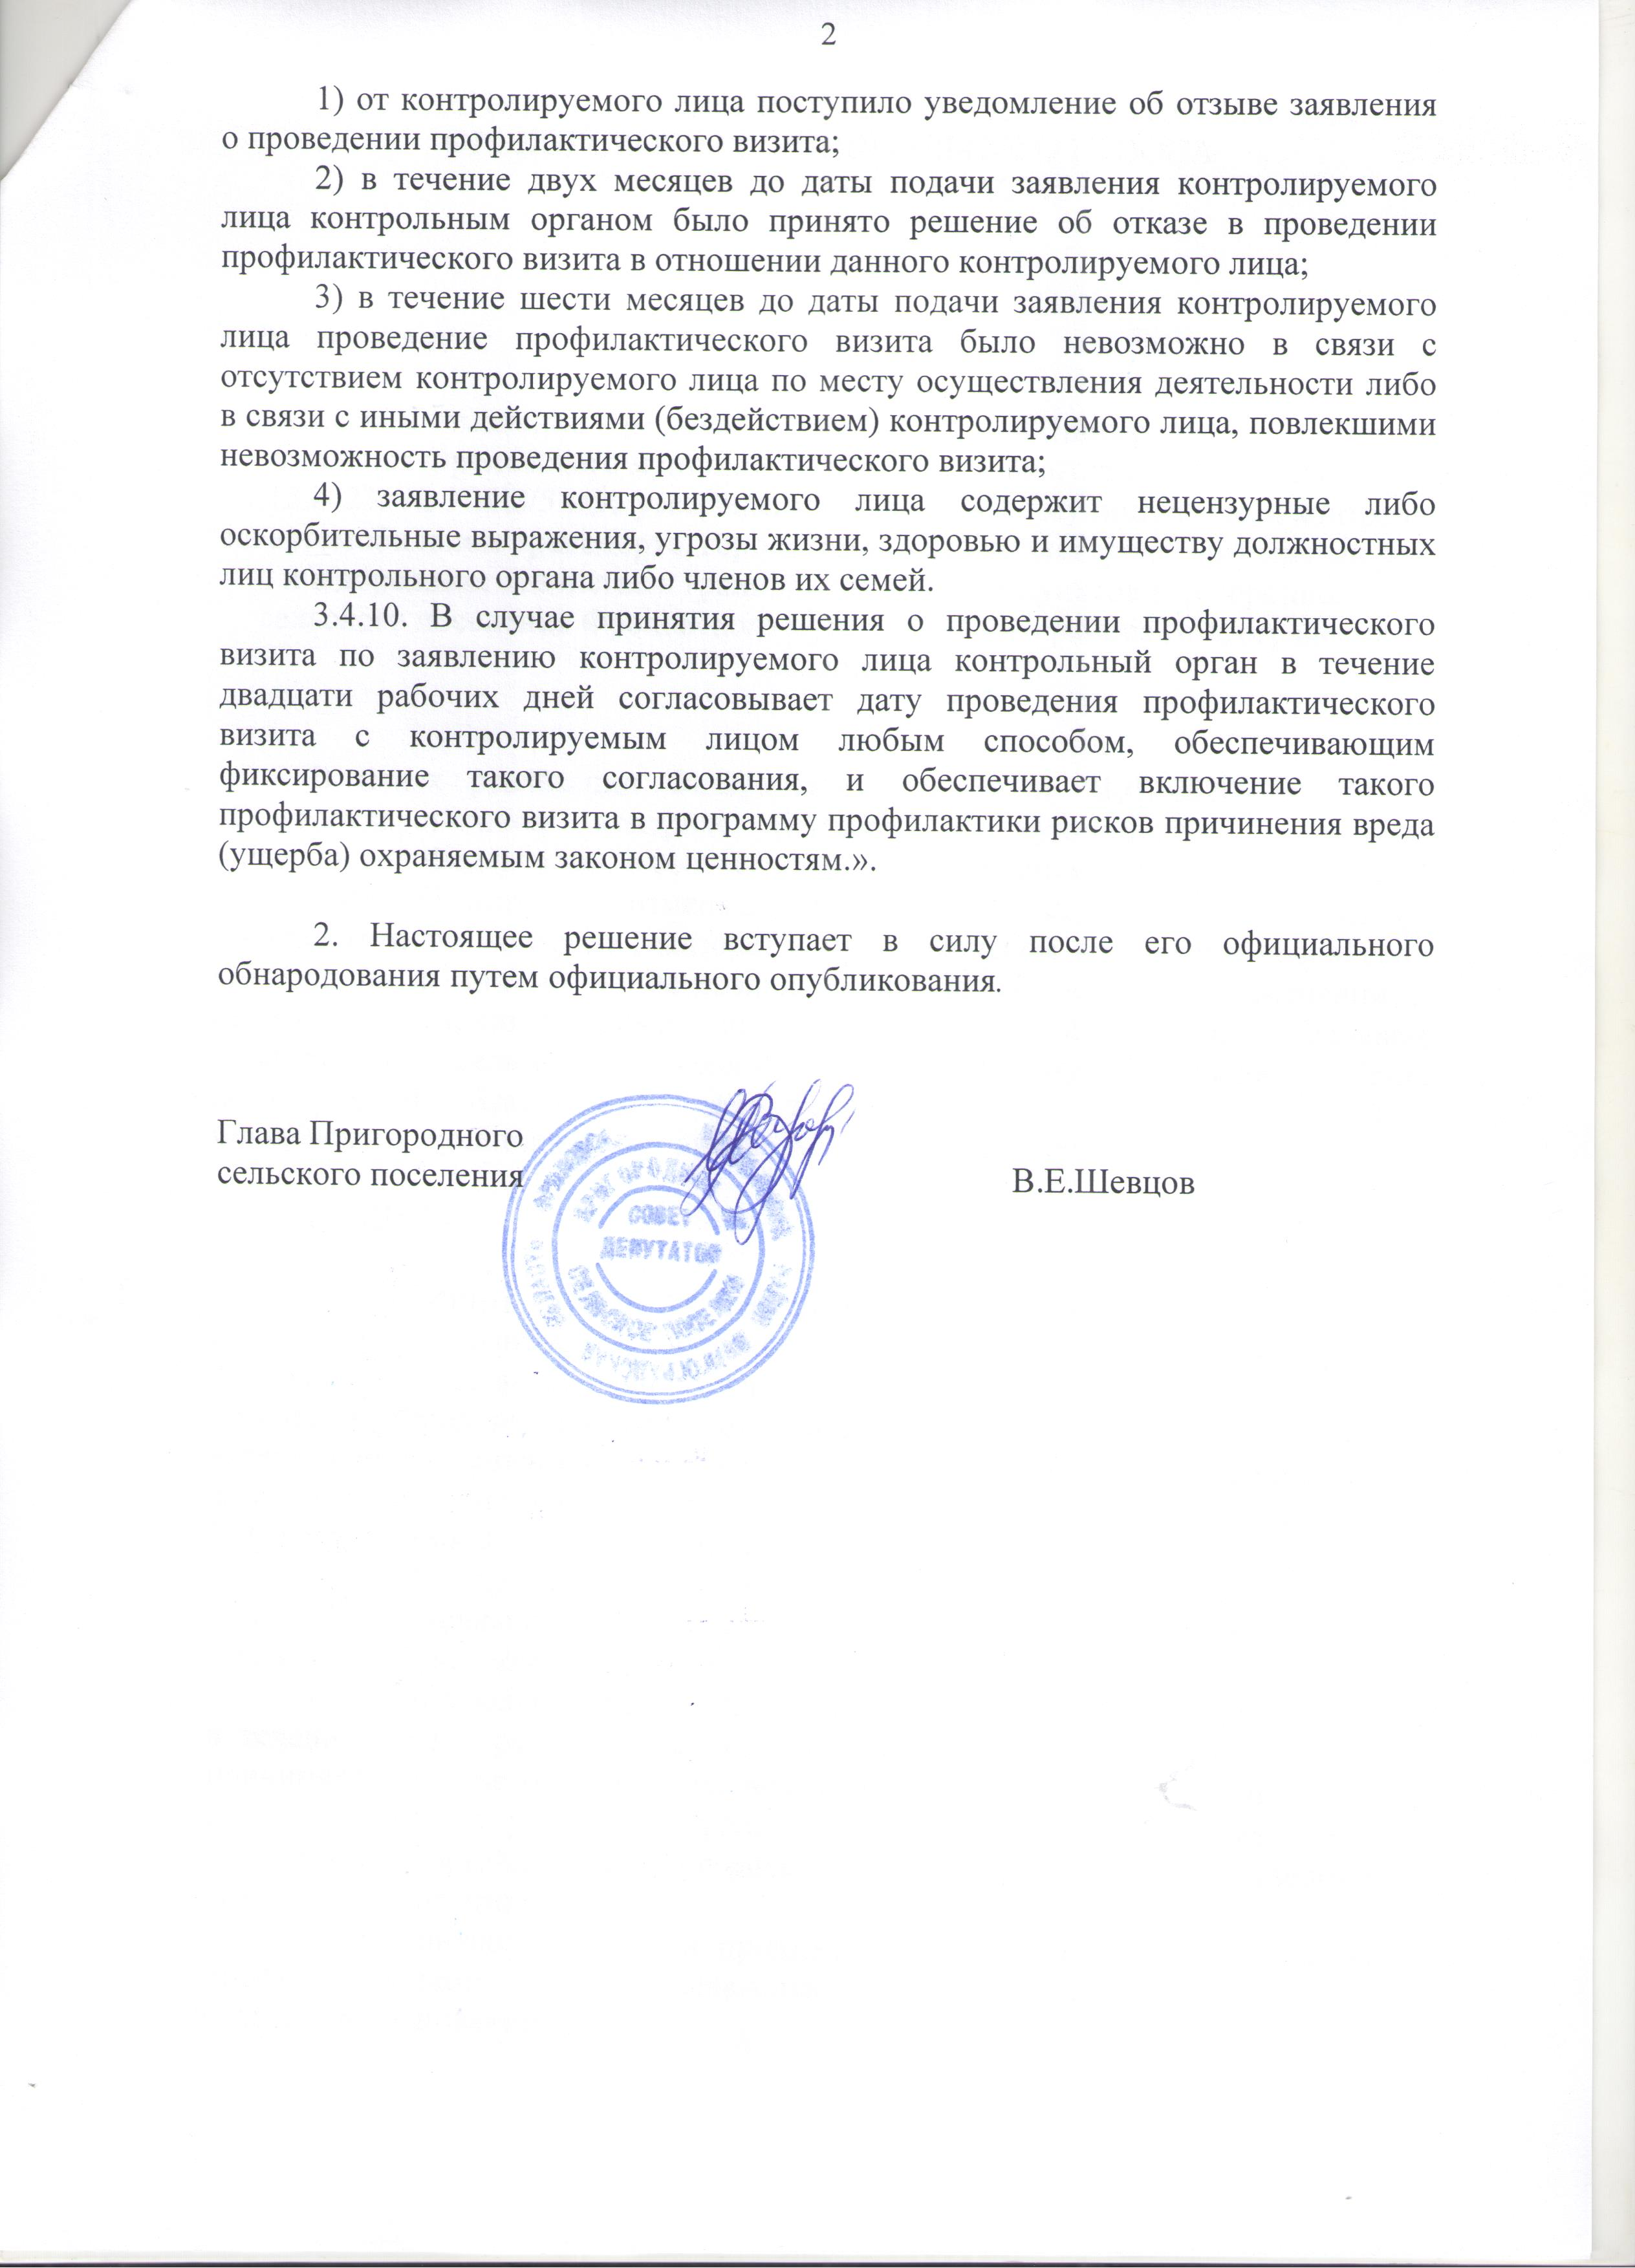 2
1) от контролируемого лица поступило уведомление об отзыве заявления
о проведении профилактического визита;
2) в течение двух месяцев до даты подачи заявления контролируемого
лица контрольным органом было принято решение об отказе в проведении
профилактического визита в отношении данного контролируемого лица;
3) в течение шести месяцев до даты подачи заявления контролируемого
лица проведение профилактического визита было невозможно в связи с
отсутствием контролируемого лица по месту осуществления деятельности либо
в связи с иными действиями (бездействием) контролируемого лица, повлекшими
невозможность проведения профилактического визита;
4) заявление контролируемого лица содержит нецензурные либо
оскорбительные выражения, угрозы жизни, здоровью и имуществу должностных
лиц контрольного органа либо членов их семей.
3.4.10. В случае принятия решения о проведении профилактического
визита по заявлению контролируемого лица контрольный орган в течение
двадцати рабочих дней согласовывает дату проведения профилактического
визита с контролируемым лицом любым способом, обеспечивающим
фиксирование такого согласования, и обеспечивает включение такого
профилактического визита в программу профилактики рисков причинения вреда
(ущерба) охраняемым законом ценностям.».
2. Настоящее решение вступает в силу после его официального
обнародования путем официального опубликования.
Глава Пригородного
сельского поселения
В.Е.Шевцов
СОВЕТ
ДЕПУТАТОВ